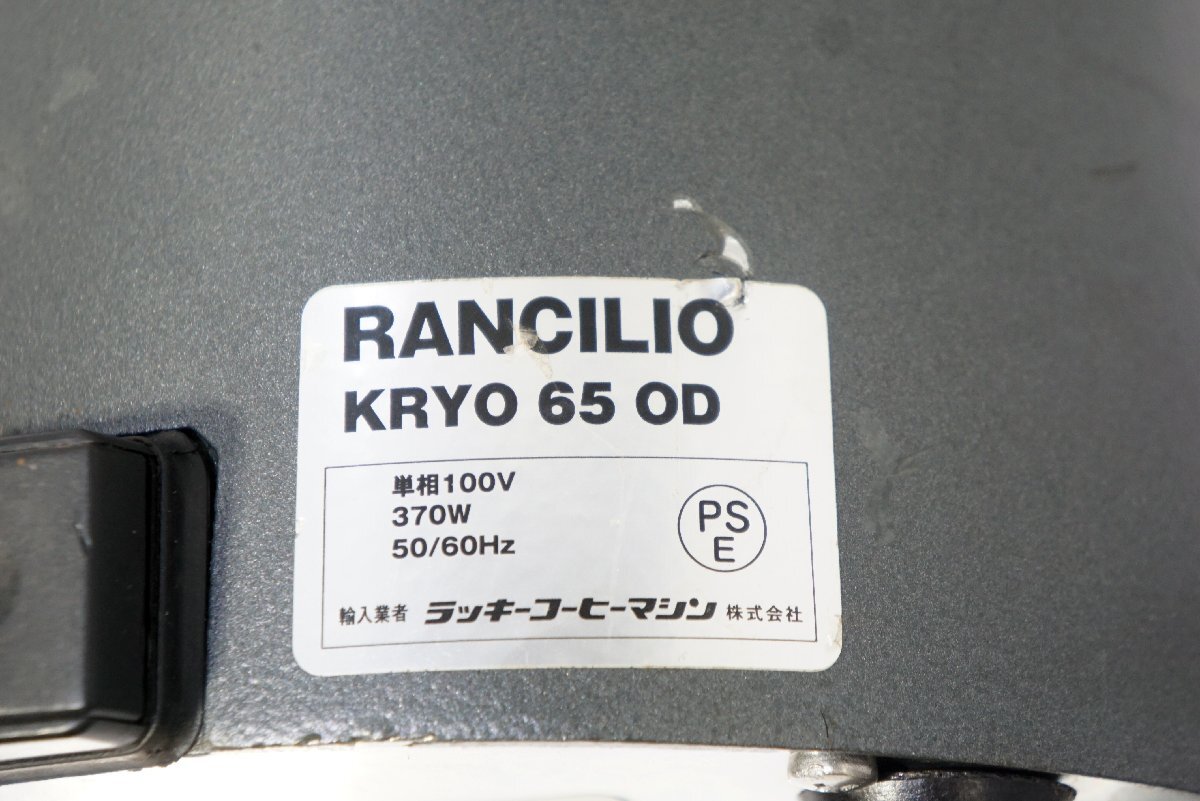 RANCILIO
KRYO 65 OD
単相100V
370W
50/60Hz
PS
E
輸入業者 ラッキーコーヒーマシン 株式会社